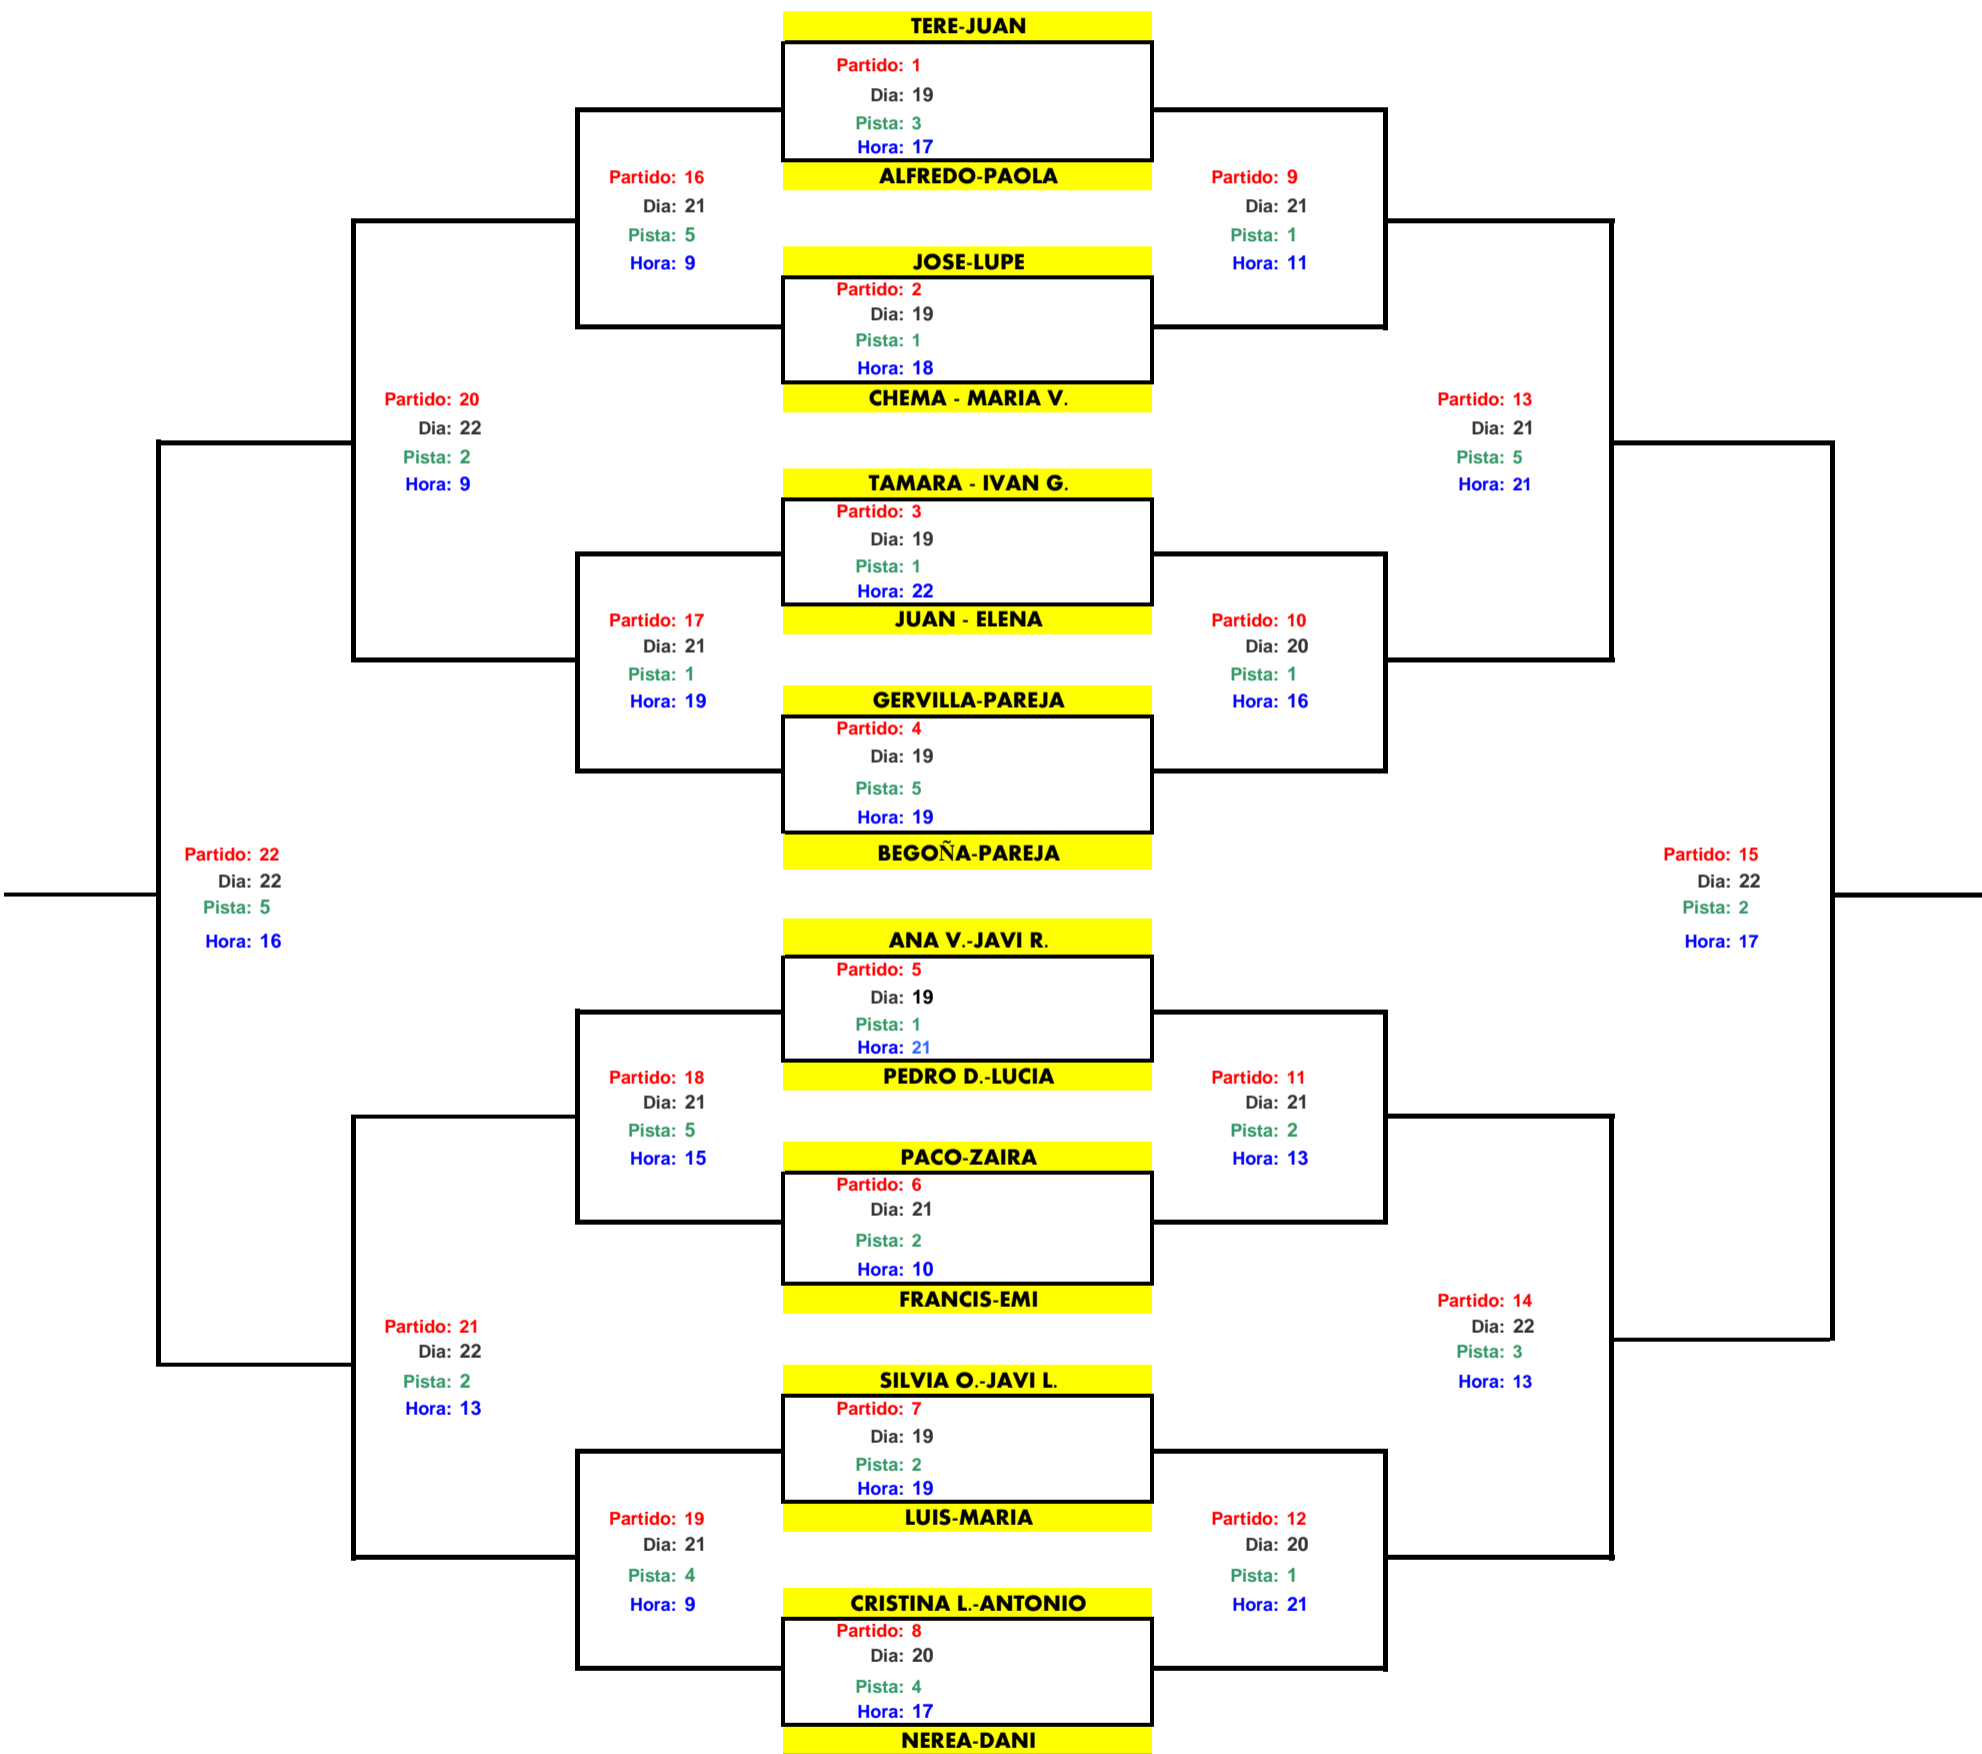 TERE-JUAN
Partido: 1
Dia: 19
Pista: 3
Hora: 17
ALFREDO-PAOLA
Partido: 16
Dia: 21
Pista: 5
Hora: 9
Partido: 9
Dia: 21
Pista: 1
Hora: 11
JOSE-LUPE
Partido: 2
Dia: 19
Pista: 1
Hora: 18
CHEMA - MARIA V.
Partido: 20
Dia: 22
Pista: 2
Hora: 9
Partido: 13
Dia: 21
Pista: 5
Hora: 21
TAMARA - IVAN G.
Partido: 3
Dia: 19
Pista: 1
Hora: 22
JUAN - ELENA
Partido: 17
Dia: 21
Pista: 1
Hora: 19
Partido: 10
Dia: 20
Pista: 1
Hora: 16
GERVILLA-PAREJA
Partido: 4
Dia: 19
Pista: 5
Hora: 19
BEGOÑA-PAREJA
Partido: 22
Dia: 22
Pista: 5
Hora: 16
Partido: 15
Dia: 22
Pista: 2
Hora: 17
ANA V.-JAVI R.
Partido: 5
Dia: 19
Pista: 1
Hora: 21
PEDRO D.-LUCIA
Partido: 18
Dia: 21
Pista: 5
Hora: 15
Partido: 11
Dia: 21
Pista: 2
Hora: 13
PACO-ZAIRA
Partido: 6
Dia: 21
Pista: 2
Hora: 10
FRANCIS-EMI
Partido: 21
Dia: 22
Pista: 2
Hora: 13
Partido: 14
Dia: 22
Pista: 3
Hora: 13
SILVIA O.-JAVI L.
Partido: 7
Dia: 19
Pista: 2
Hora: 19
LUIS-MARIA
Partido: 19
Dia: 21
Pista: 4
Hora: 9
Partido: 12
Dia: 20
Pista: 1
Hora: 21
CRISTINA L.-ANTONIO
Partido: 8
Dia: 20
Pista: 4
Hora: 17
NEREA-DANI